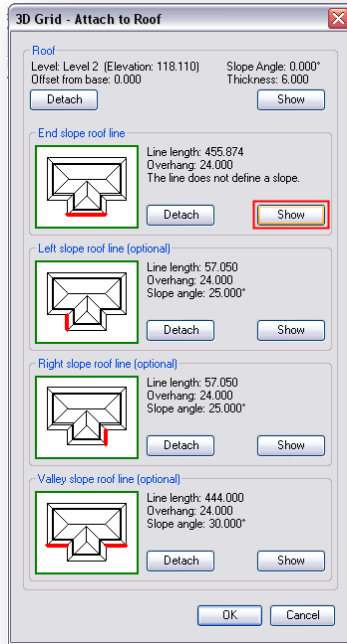 3D Grid - Attach to Roof
Roof
Level: Level 2 (Elevation: 118.110) Slope Angle: 0.000°
Offset from base: 0.000 Thickness: 6.000
Detach Show
End slope roof line
Line length: 455.874
Overhang: 24.000
The line does not define a slope.
Detach Show
Left slope roof line (optional)
Line length: 57.050
Overhang: 24.000
Slope angle: 25.000°
Detach Show
Right slope roof line (optional)
Line length: 57.050
Overhang: 24.000
Slope angle: 25.000°
Detach Show
Valley slope roof line (optional)
Line length: 444.000
Overhang: 24.000
Slope angle: 30.000°
Detach Show
OK Cancel